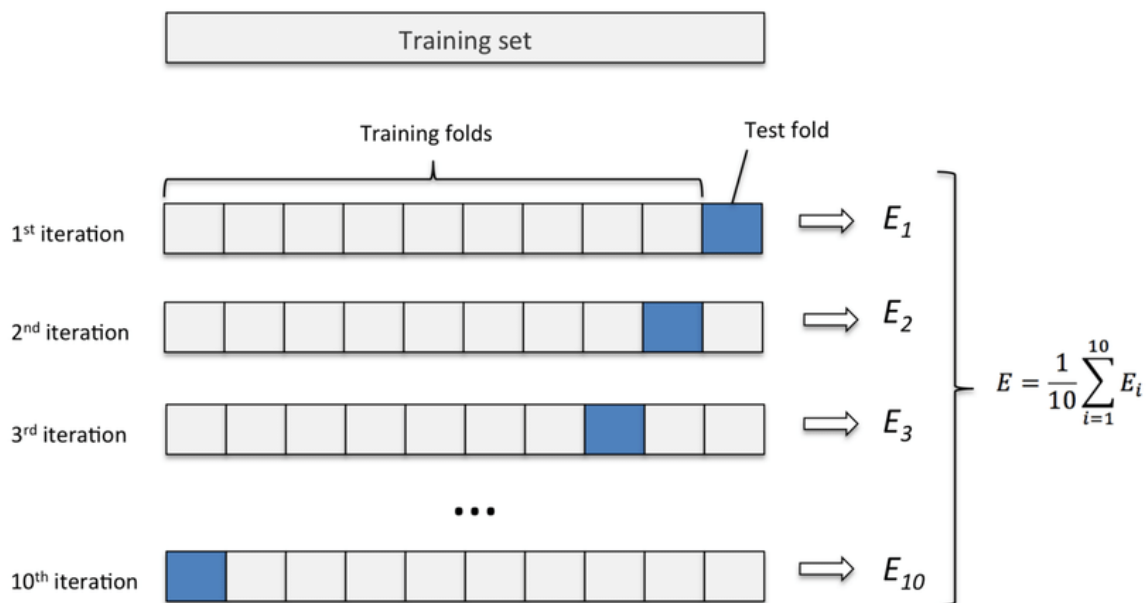 Training set
Training folds
Test fold
1st iteration
E1
2nd iteration
E2
3rd iteration
E3
E = 1/10 ∑i=1^10 Ei
...
10th iteration
E10